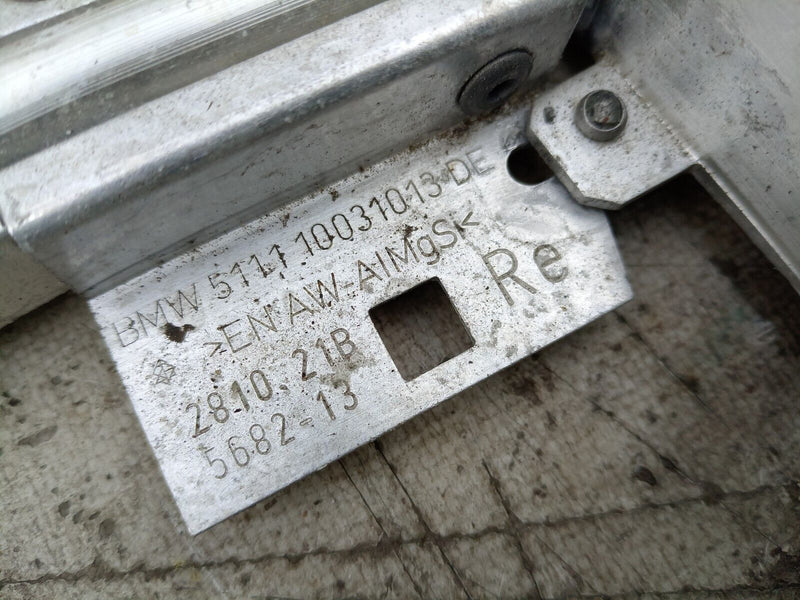 BMW 5111 10031013 DE
>EN AW-AlMgSi<
Re
2810 21B
5682-13